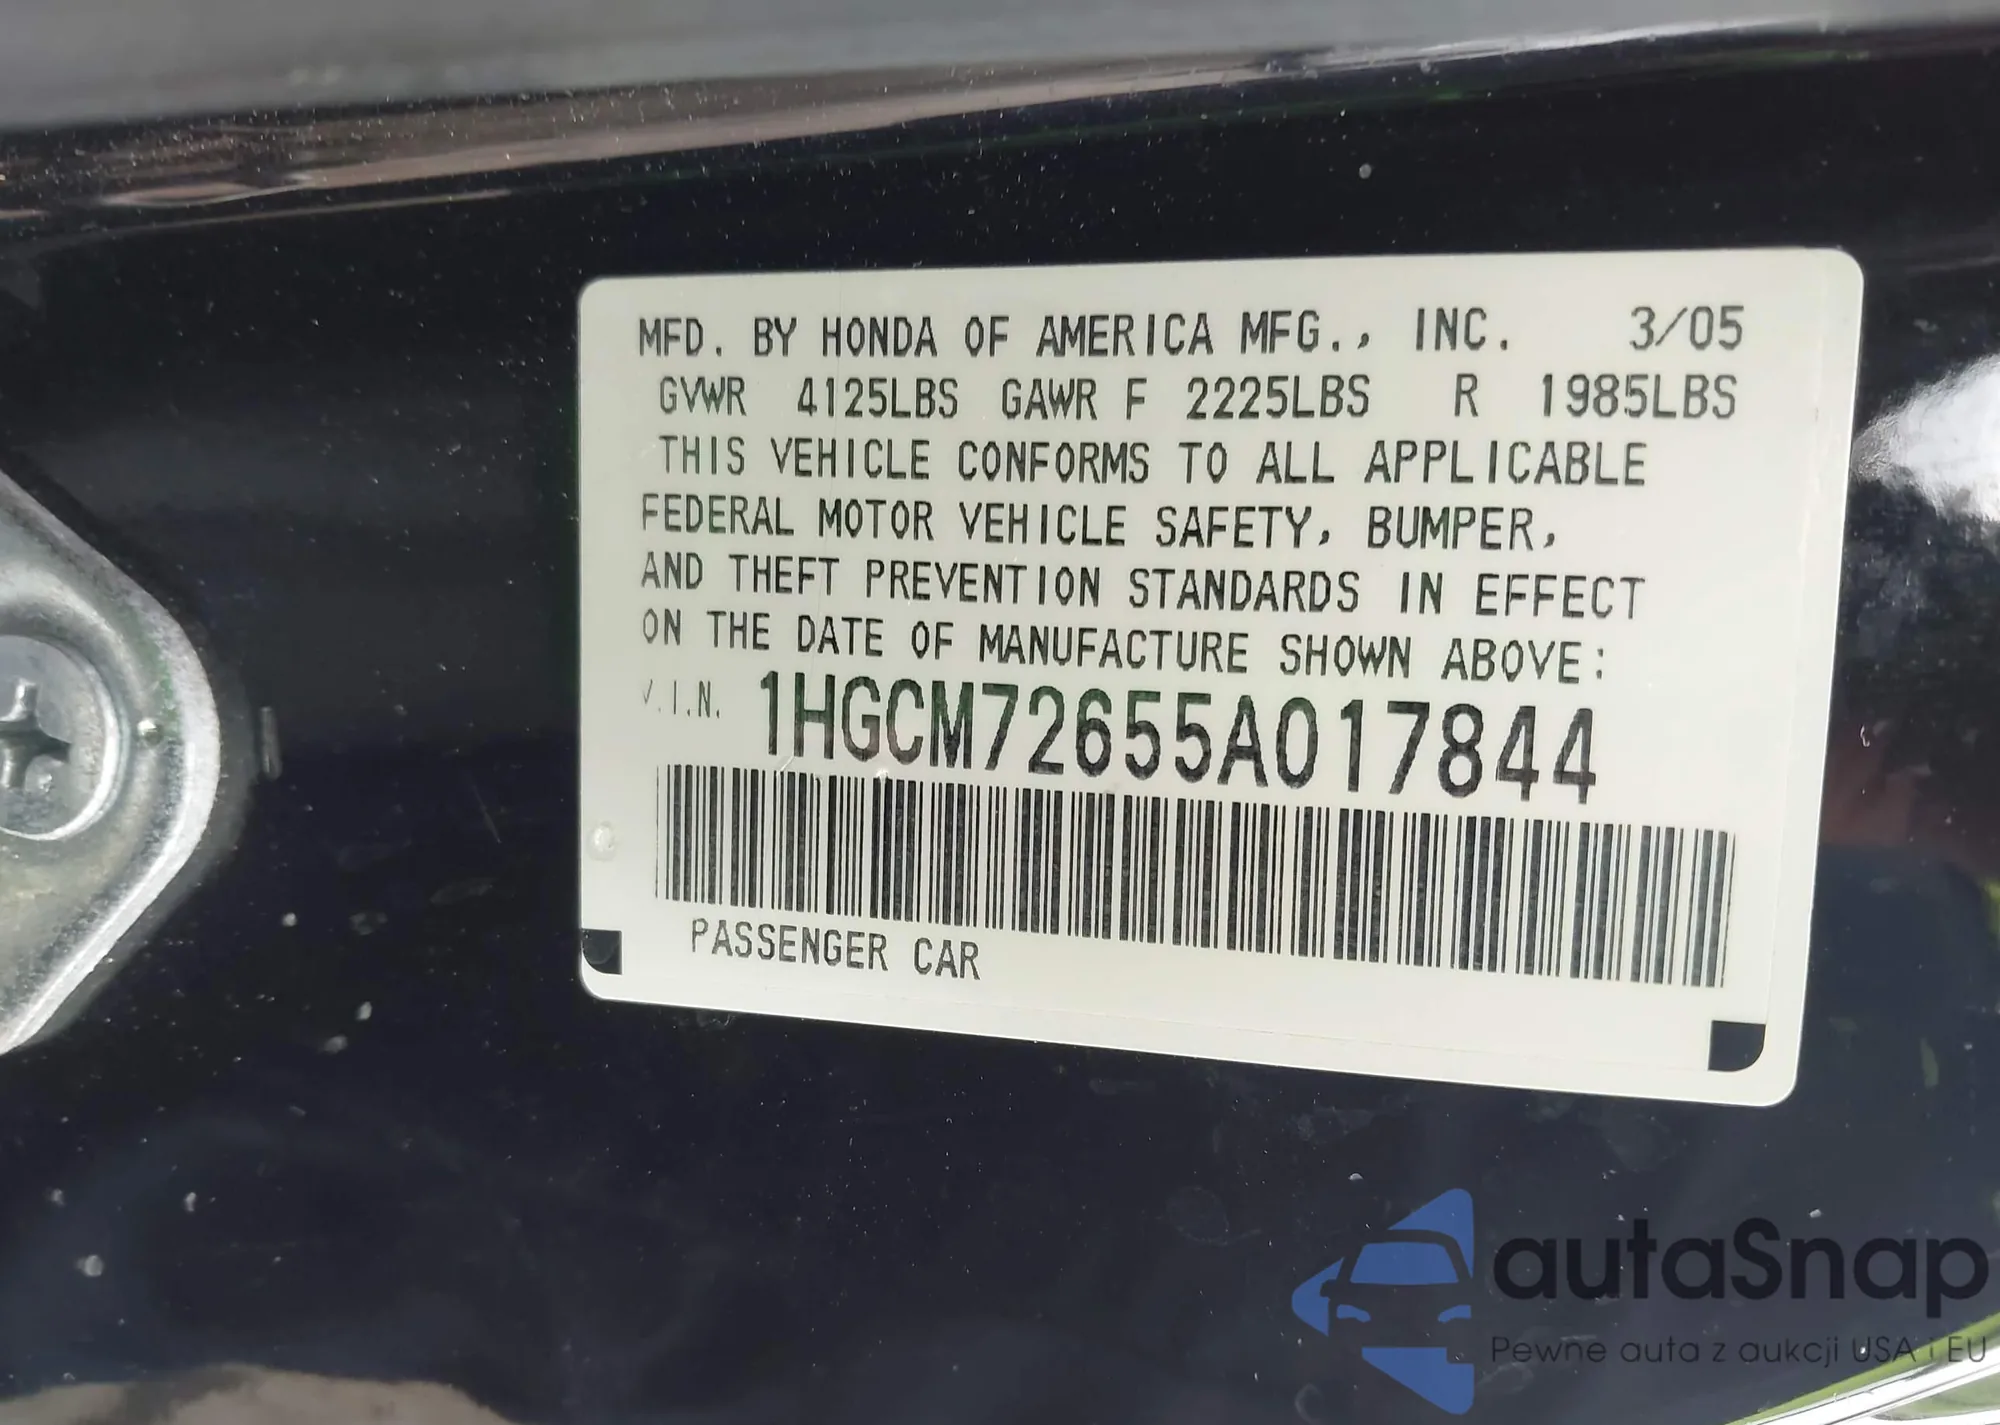 MFD. BY HONDA OF AMERICA MFG., INC. 3/05
GVWR 4125LBS GAWR F 2225LBS R 1985LBS
THIS VEHICLE CONFORMS TO ALL APPLICABLE
FEDERAL MOTOR VEHICLE SAFETY, BUMPER,
AND THEFT PREVENTION STANDARDS IN EFFECT
ON THE DATE OF MANUFACTURE SHOWN ABOVE:
V.I.N. 1HGCM72655A017844
PASSENGER CAR
autaSnap
Pewne auta z aukcji USA i EU